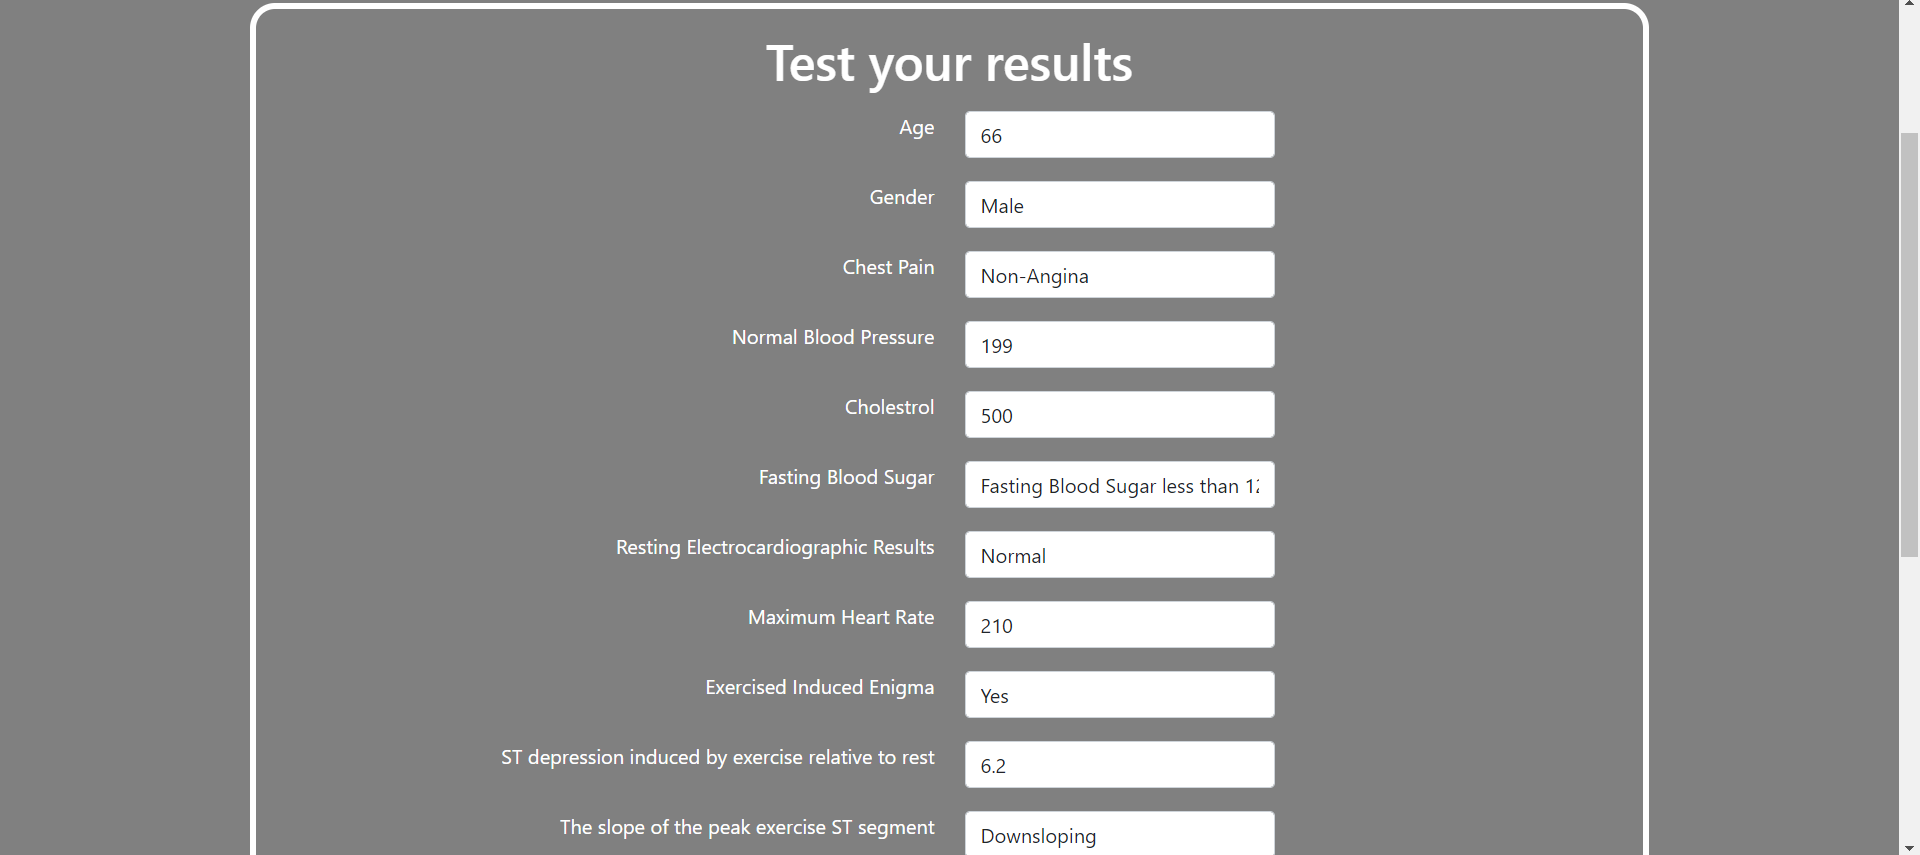 Test your results
Age 66
Gender Male
Chest Pain Non-Angina
Normal Blood Pressure 199
Cholestrol 500
Fasting Blood Sugar Fasting Blood Sugar less than 12
Resting Electrocardiographic Results Normal
Maximum Heart Rate 210
Exercised Induced Enigma Yes
ST depression induced by exercise relative to rest 6.2
The slope of the peak exercise ST segment Downsloping